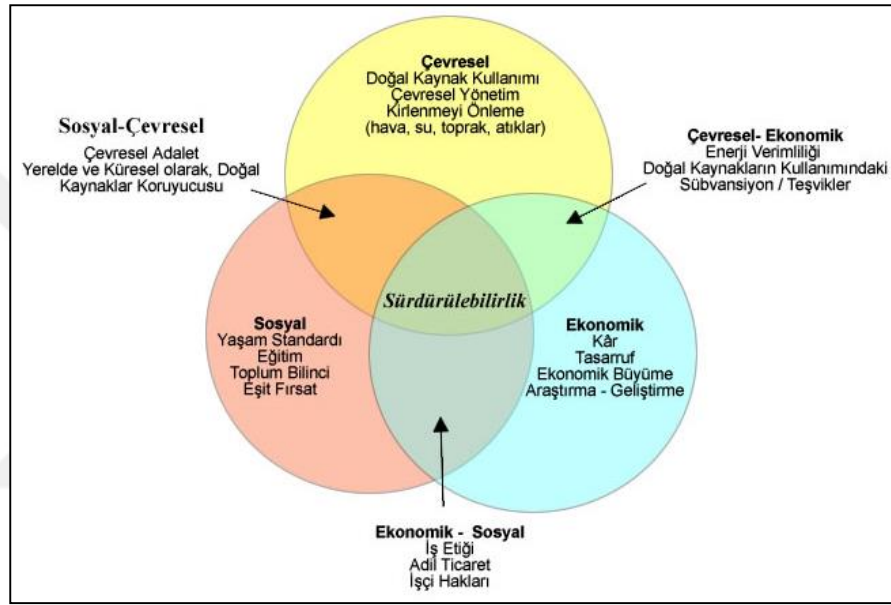 Çevresel
Doğal Kaynak Kullanımı
Çevresel Yönetim
Kirlenmeyi Önleme
(hava, su, toprak, atıklar)
Sosyal-Çevresel
Çevresel Adalet
Yerelde ve Küresel olarak, Doğal
Kaynaklar Koruyucusu
Çevresel- Ekonomik
Enerji Verimliliği
Doğal Kaynakların Kullanımındaki
Sübvansiyon / Teşvikler
Sürdürülebilirlik
Sosyal
Yaşam Standardı
Eğitim
Toplum Bilinci
Eşit Fırsat
Ekonomik
Kâr
Tasarruf
Ekonomik Büyüme
Araştırma - Geliştirme
Ekonomik - Sosyal
İş Etiği
Adil Ticaret
İşçi Hakları